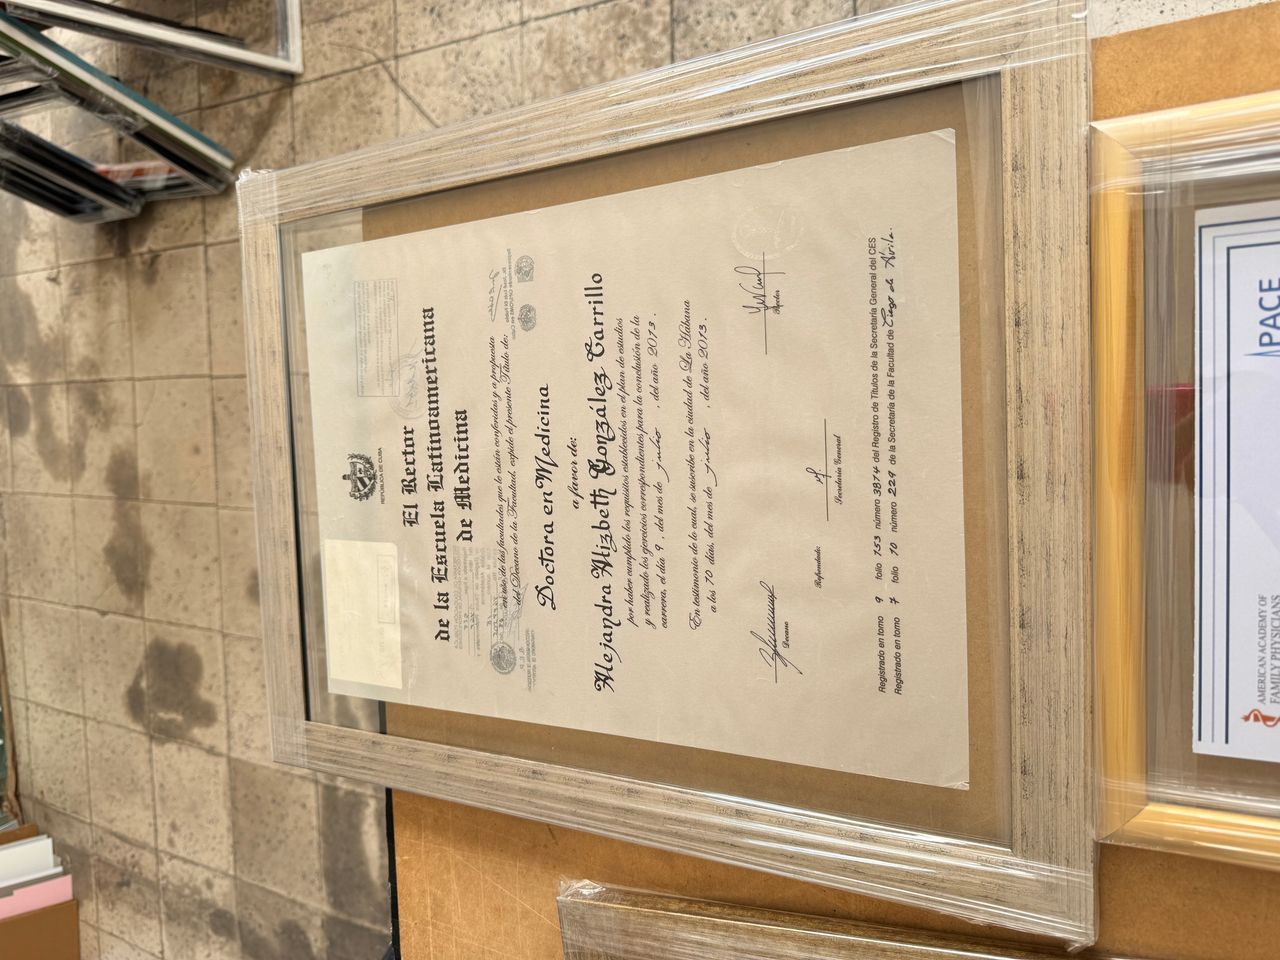 REPÚBLICA DE CUBA
El Rector
de la Escuela Latinoamericana
de Medicina
en uso de las facultades que le están conferidas y a propuesta
del Decano de la Facultad, expide el presente Título de:
Doctora en Medicina
a favor de:
Alejandra Mizbeth González Carrillo
por haber cumplido los requisitos establecidos en el plan de estudios
y realizado los ejercicios correspondientes para la conclusión de la
carrera, el día 9 , del mes de julio , del año 2013 .
En testimonio de lo cual, se suscribe en la ciudad de La Habana
a los 10 días, del mes de julio , del año 2013 .
Decano
Rector
Refrendado:
Secretaria General
Registrado en tomo 9 folio 153 número 3874 del Registro de Títulos de la Secretaría General del CES
Registrado en tomo 7 folio 10 número 229 de la Secretaría de la Facultad de Ciego de Ávila.
PACE
AMERICAN ACADEMY OF
FAMILY PHYSICIANS